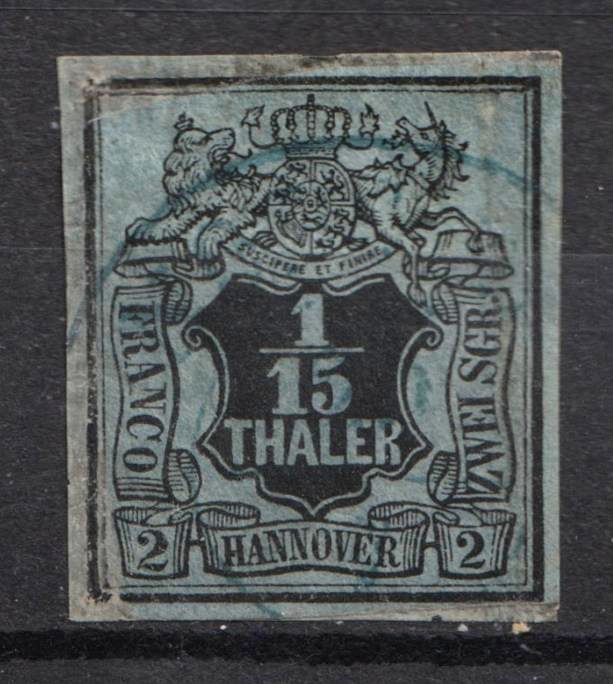 SUSCIPERE ET FINIRE
FRANCO
1
15
THALER
ZWEI SGR.
2
HANNOVER
2